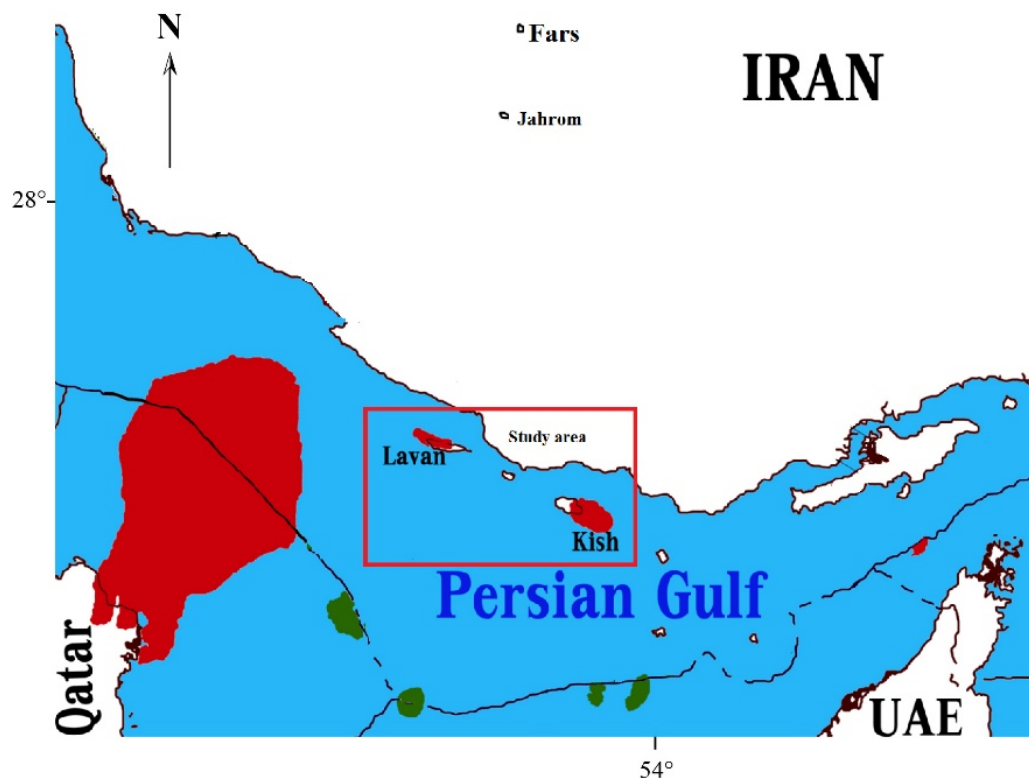 N
Fars
IRAN
Jahrom
28°
Study area
Lavan
Kish
Persian Gulf
Qatar
UAE
54°